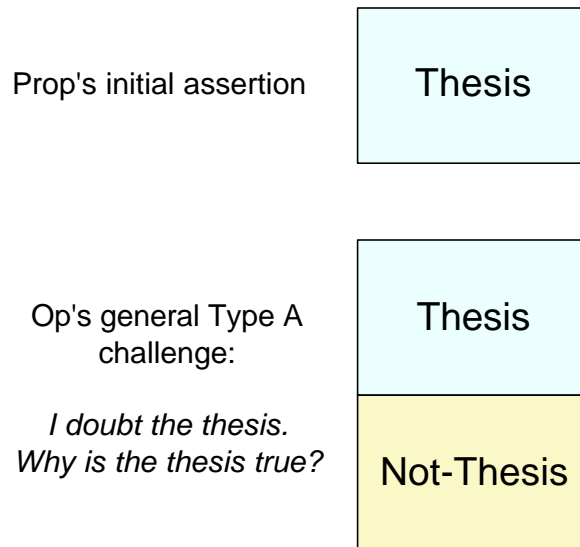 Prop's initial assertion
Thesis
Op's general Type A
challenge:
I doubt the thesis.
Why is the thesis true?
Thesis
Not-Thesis